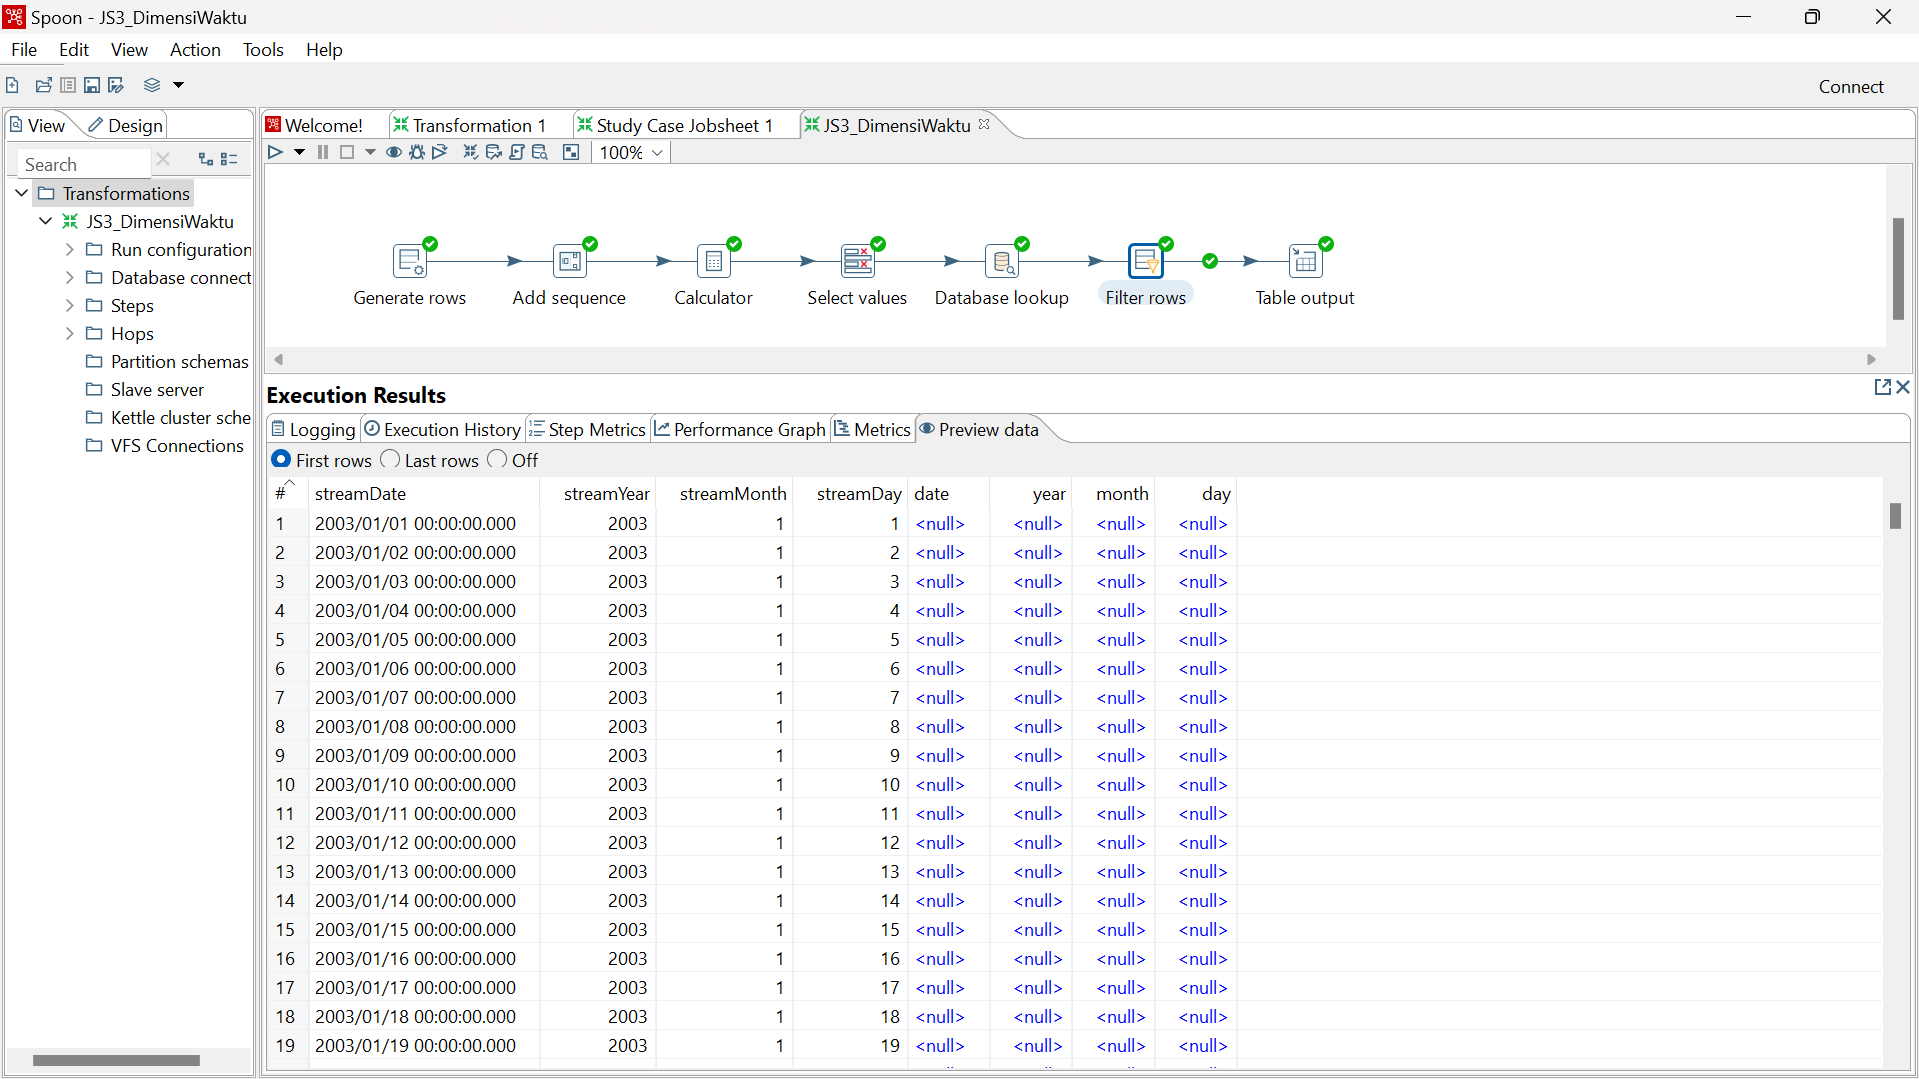 Spoon - JS3_DimensiWaktu
File Edit View Action Tools Help
Connect
View Design
Welcome! Transformation 1 Study Case Jobsheet 1 JS3_DimensiWaktu
Search
100%
Transformations
JS3_DimensiWaktu
Run configuration
Database connect
Steps
Hops
Partition schemas
Slave server
Kettle cluster sche
VFS Connections
Generate rows Add sequence Calculator Select values Database lookup Filter rows Table output
Execution Results
Logging Execution History Step Metrics Performance Graph Metrics Preview data
First rows Last rows Off
# streamDate streamYear streamMonth streamDay date year month day
1 2003/01/01 00:00:00.000 2003 1 1 <null> <null> <null> <null>
2 2003/01/02 00:00:00.000 2003 1 2 <null> <null> <null> <null>
3 2003/01/03 00:00:00.000 2003 1 3 <null> <null> <null> <null>
4 2003/01/04 00:00:00.000 2003 1 4 <null> <null> <null> <null>
5 2003/01/05 00:00:00.000 2003 1 5 <null> <null> <null> <null>
6 2003/01/06 00:00:00.000 2003 1 6 <null> <null> <null> <null>
7 2003/01/07 00:00:00.000 2003 1 7 <null> <null> <null> <null>
8 2003/01/08 00:00:00.000 2003 1 8 <null> <null> <null> <null>
9 2003/01/09 00:00:00.000 2003 1 9 <null> <null> <null> <null>
10 2003/01/10 00:00:00.000 2003 1 10 <null> <null> <null> <null>
11 2003/01/11 00:00:00.000 2003 1 11 <null> <null> <null> <null>
12 2003/01/12 00:00:00.000 2003 1 12 <null> <null> <null> <null>
13 2003/01/13 00:00:00.000 2003 1 13 <null> <null> <null> <null>
14 2003/01/14 00:00:00.000 2003 1 14 <null> <null> <null> <null>
15 2003/01/15 00:00:00.000 2003 1 15 <null> <null> <null> <null>
16 2003/01/16 00:00:00.000 2003 1 16 <null> <null> <null> <null>
17 2003/01/17 00:00:00.000 2003 1 17 <null> <null> <null> <null>
18 2003/01/18 00:00:00.000 2003 1 18 <null> <null> <null> <null>
19 2003/01/19 00:00:00.000 2003 1 19 <null> <null> <null> <null>